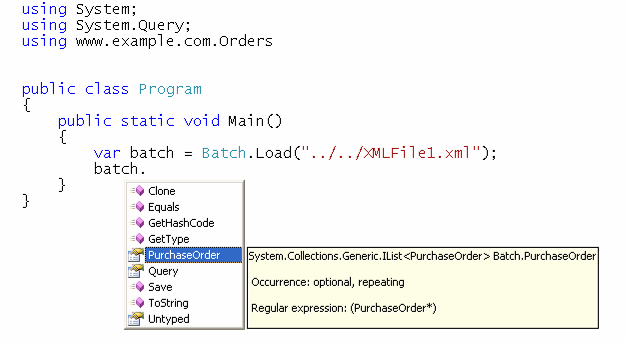 using System;
using System.Query;
using www.example.com.Orders
public class Program
{
public static void Main()
{
var batch = Batch.Load("../../XMLFile1.xml");
batch.
}
}
Clone
Equals
GetHashCode
GetType
PurchaseOrder
Query
Save
ToString
Untyped
System.Collections.Generic.IList<PurchaseOrder> Batch.PurchaseOrder
Occurrence: optional, repeating
Regular expression: (PurchaseOrder*)